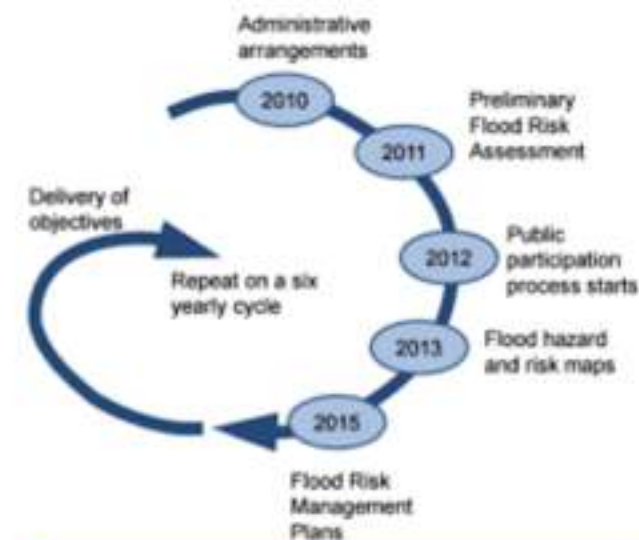 Administrative
arrangements
2010
Preliminary
Flood Risk
Assessment
2011
Public
participation
process starts
2012
Flood hazard
and risk maps
2013
2015
Flood Risk
Management
Plans
Delivery of
objectives
Repeat on a six
yearly cycle